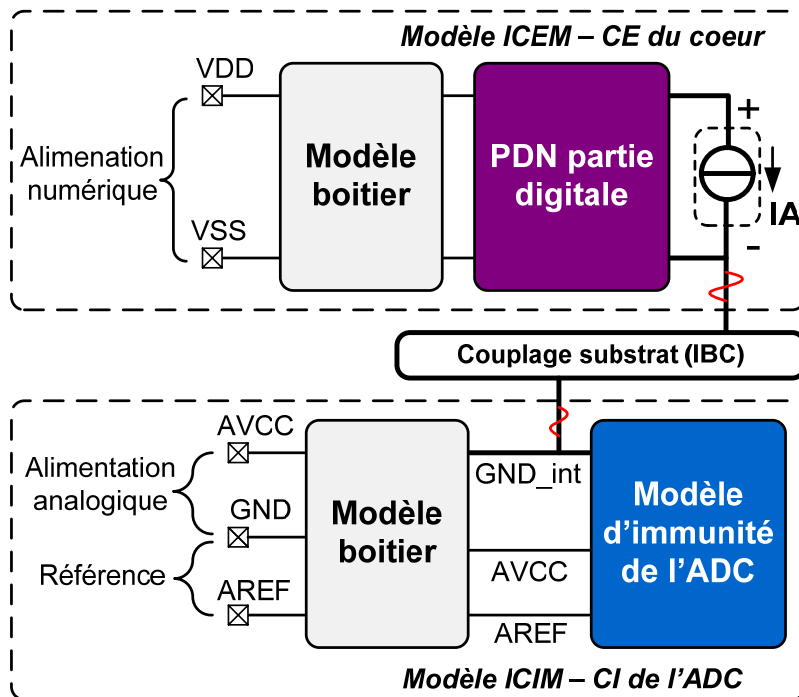 Modèle ICEM – CE du coeur
VDD
Alimenation
numérique
VSS
Modèle
boitier
PDN partie
digitale
+
IA
-
Couplage substrat (IBC)
AVCC
Alimentation
analogique
GND
Référence
AREF
Modèle
boitier
GND_int
AVCC
AREF
Modèle
d'immunité
de l'ADC
Modèle ICIM – CI de l'ADC